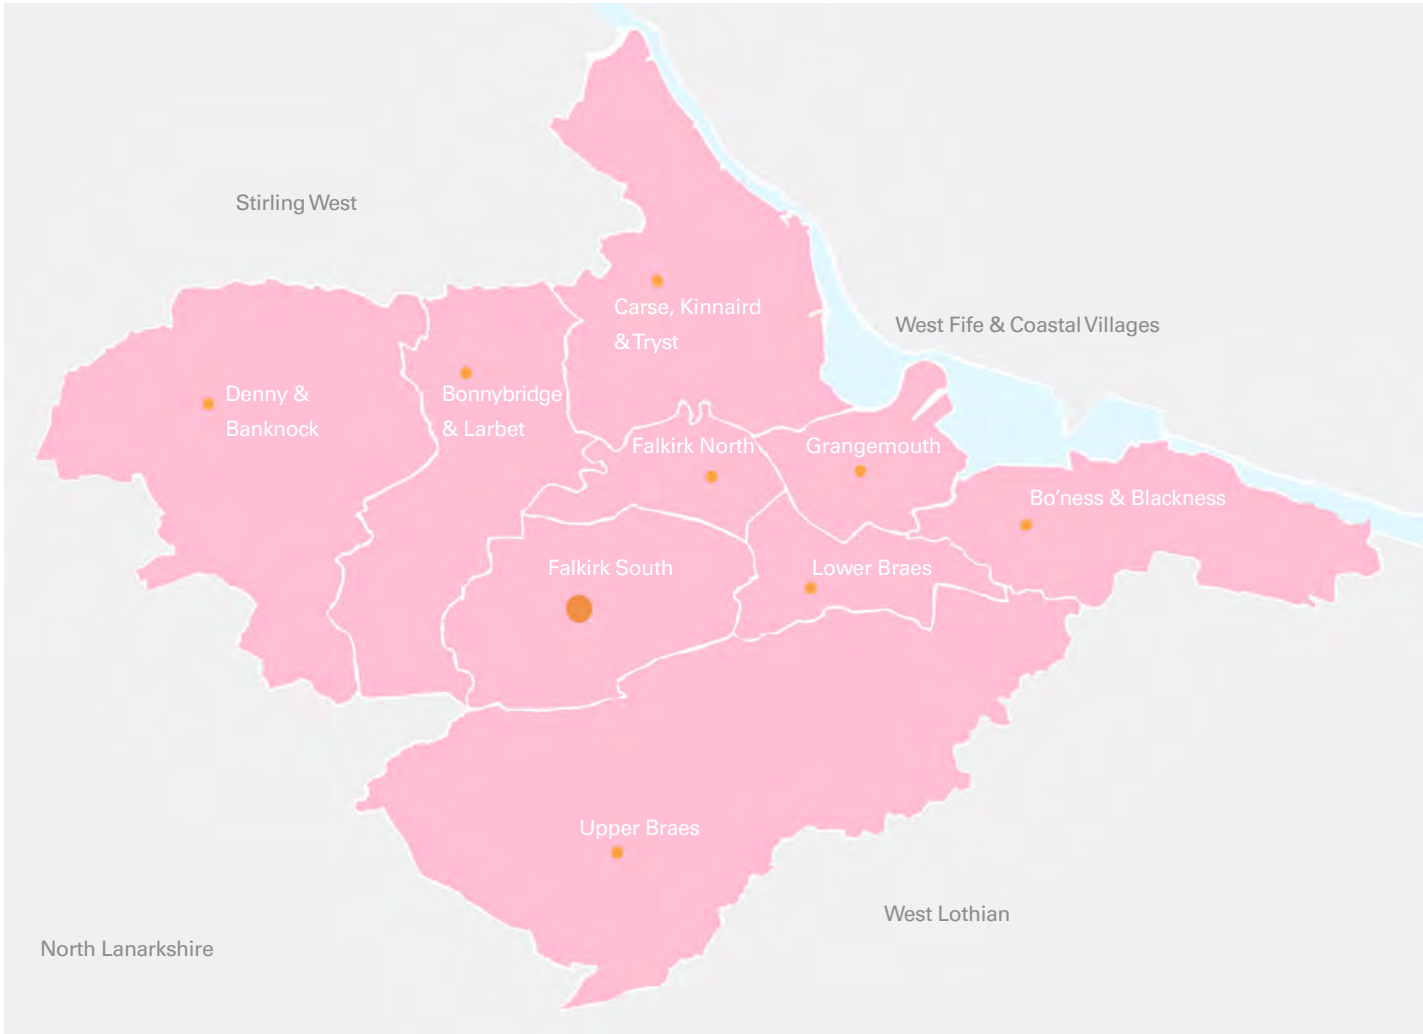 Stirling West
Carse, Kinnaird
& Tryst
West Fife & Coastal Villages
Denny &
Banknock
Bonnybridge
& Larbet
Falkirk North
Grangemouth
Bo'ness & Blackness
Falkirk South
Lower Braes
Upper Braes
West Lothian
North Lanarkshire